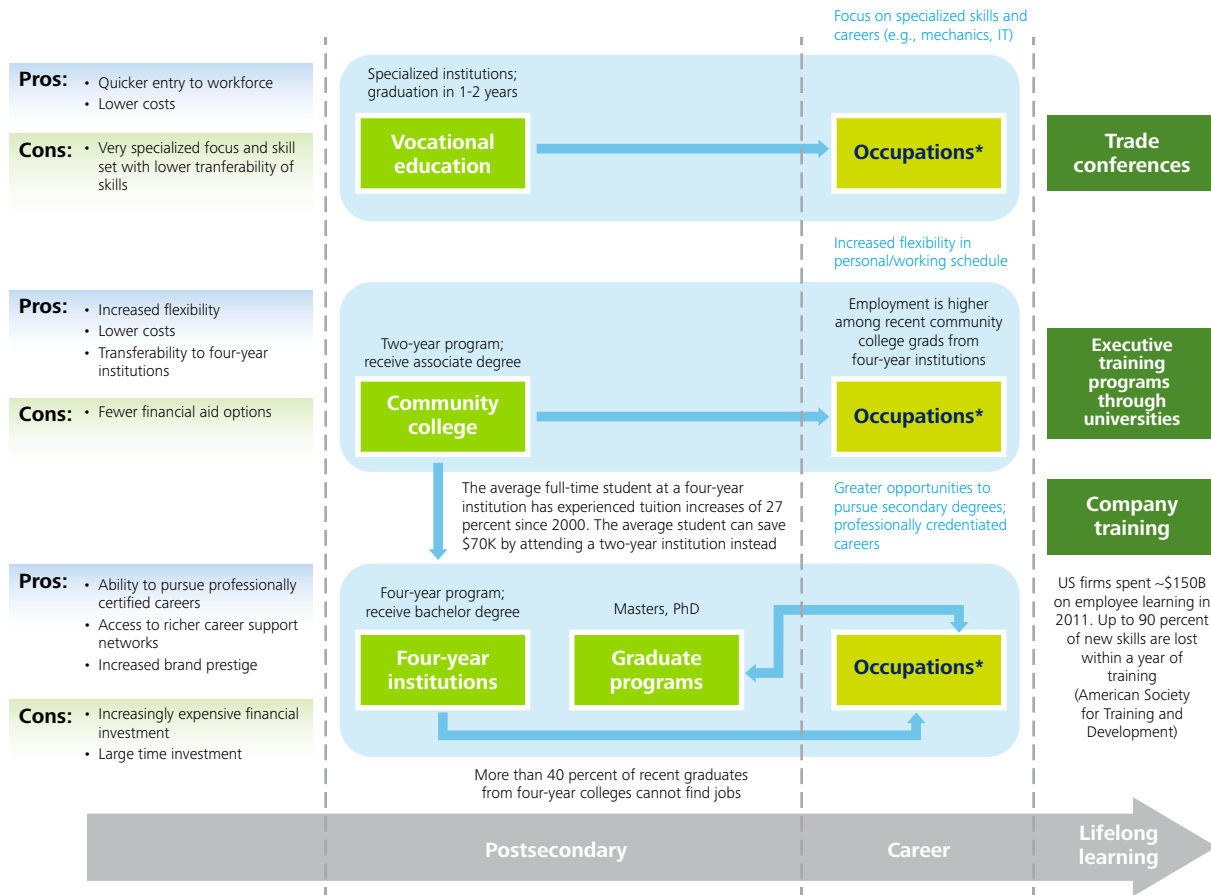 Focus on specialized skills and
careers (e.g., mechanics, IT)
Pros:
• Quicker entry to workforce
• Lower costs
Cons:
• Very specialized focus and skill
set with lower tranferability of
skills
Specialized institutions;
graduation in 1-2 years
Vocational
education
Occupations*
Trade
conferences
Increased flexibility in
personal/working schedule
Pros:
• Increased flexibility
• Lower costs
• Transferability to four-year
institutions
Cons:
• Fewer financial aid options
Two-year program;
receive associate degree
Community
college
Employment is higher
among recent community
college grads from
four-year institutions
Occupations*
Executive
training
programs
through
universities
The average full-time student at a four-year
institution has experienced tuition increases of 27
percent since 2000. The average student can save
$70K by attending a two-year institution instead
Greater opportunities to
pursue secondary degrees;
professionally credentiated
careers
Company
training
Pros:
• Ability to pursue professionally
certified careers
• Access to richer career support
networks
• Increased brand prestige
Cons:
• Increasingly expensive financial
investment
• Large time investment
Four-year program;
receive bachelor degree
Four-year
institutions
Masters, PhD
Graduate
programs
Occupations*
US firms spent ~$150B
on employee learning in
2011. Up to 90 percent
of new skills are lost
within a year of
training
(American Society
for Training and
Development)
More than 40 percent of recent graduates
from four-year colleges cannot find jobs
Postsecondary
Career
Lifelong
learning